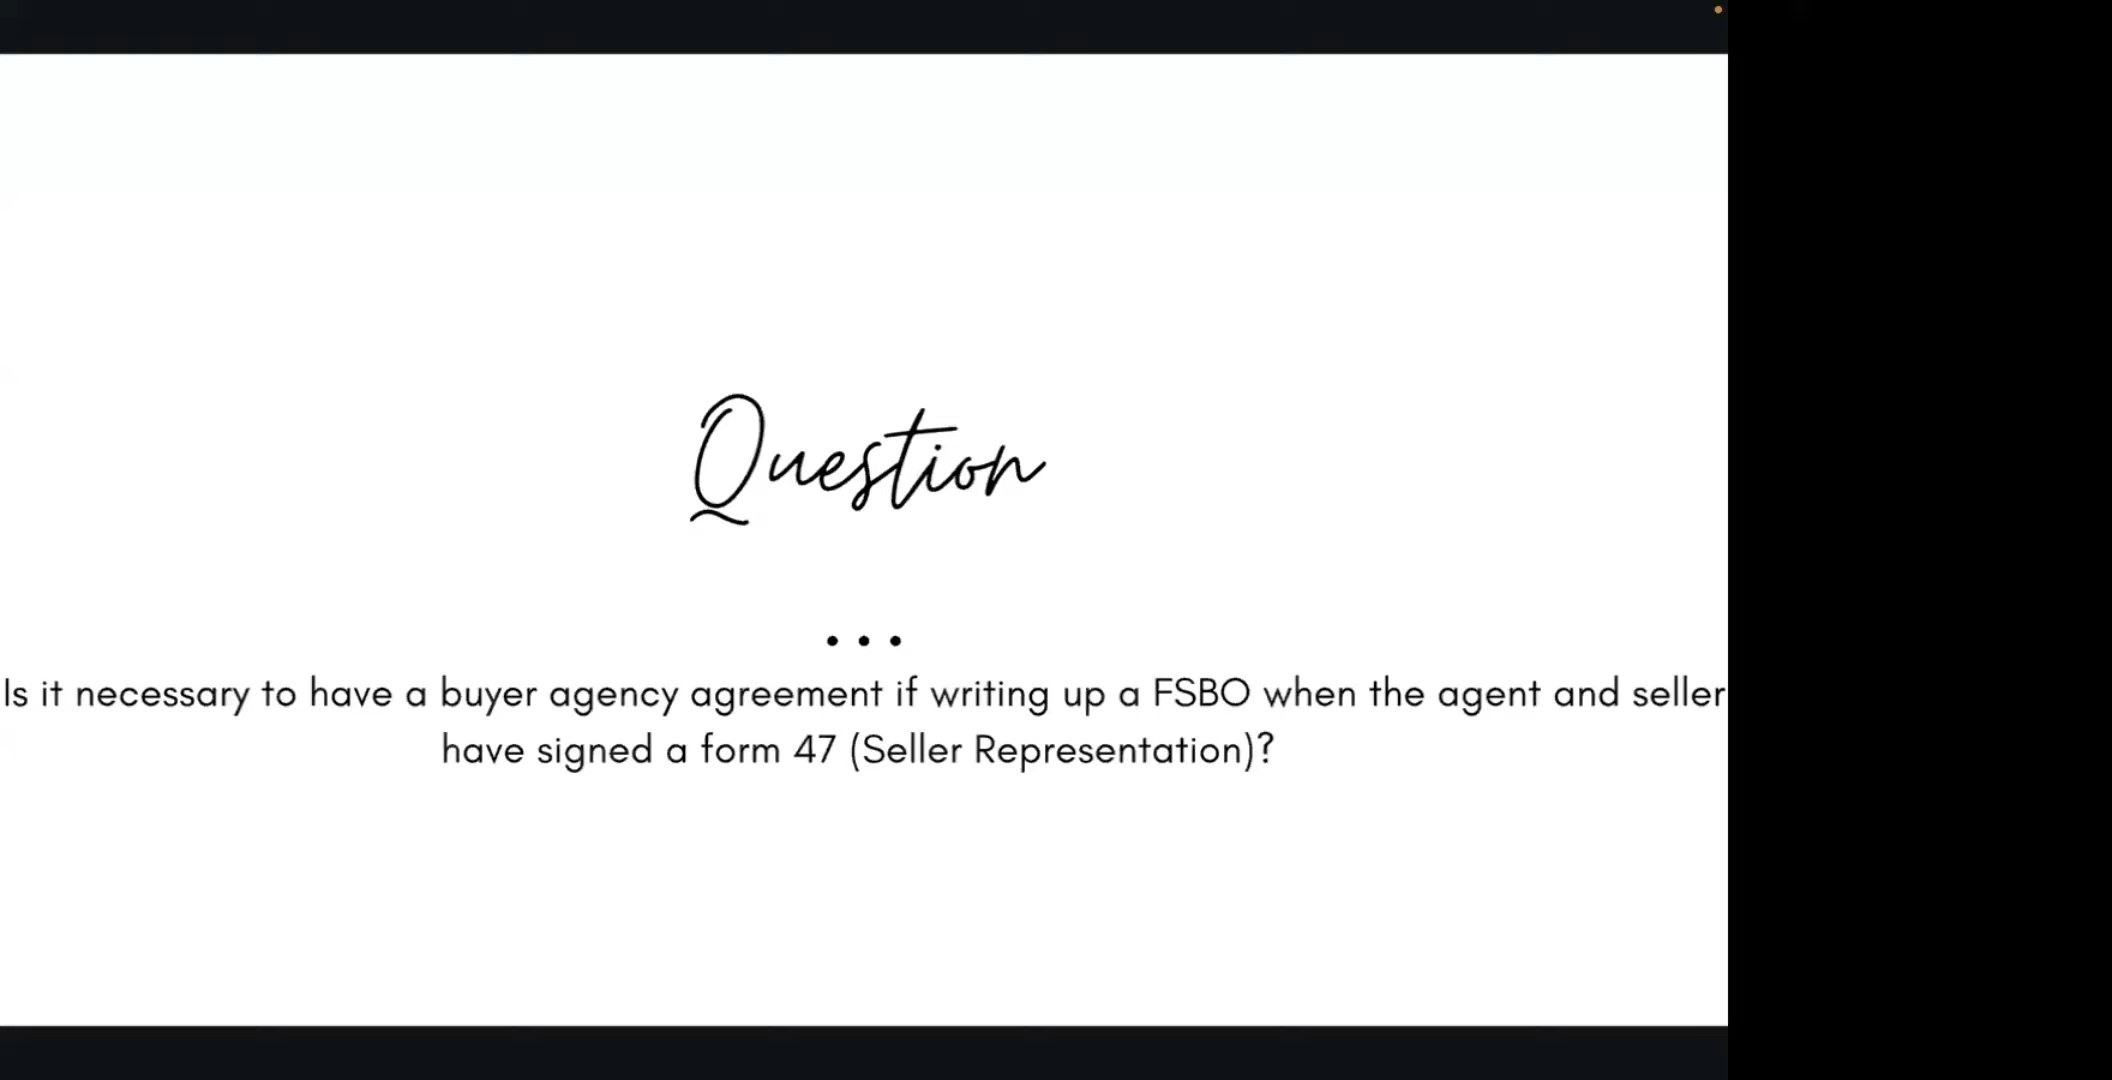 Question
...
Is it necessary to have a buyer agency agreement if writing up a FSBO when the agent and seller
have signed a form 47 (Seller Representation)?